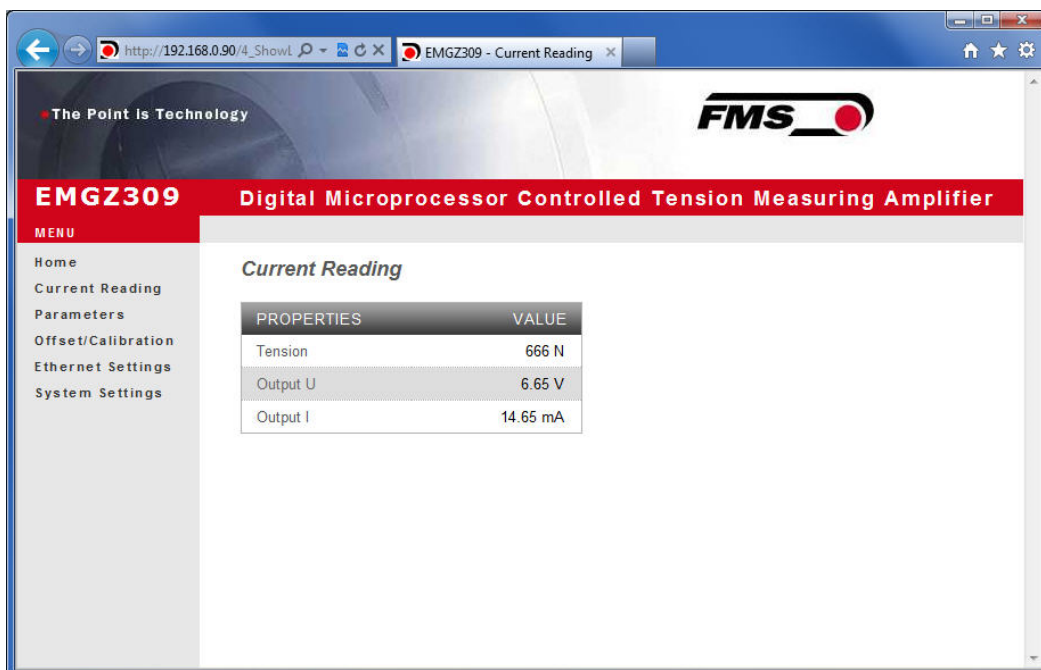 http://192.168.0.90/4_ShowL
EMGZ309 - Current Reading
The Point is Technology
FMS
EMGZ309
Digital Microprocessor Controlled Tension Measuring Amplifier
MENU
Home
Current Reading
Parameters
Offset/Calibration
Ethernet Settings
System Settings
Current Reading
PROPERTIES VALUE
Tension 666 N
Output U 6.65 V
Output I 14.65 mA